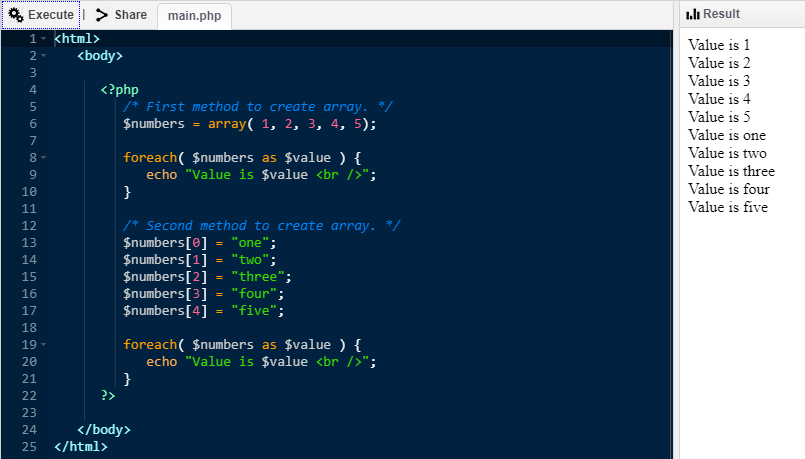 Execute | Share main.php
1 <html>
2 <body>
3
4 <?php
5 /* First method to create array. */
6 $numbers = array( 1, 2, 3, 4, 5);
7
8 foreach( $numbers as $value ) {
9 echo "Value is $value <br />";
10 }
11
12 /* Second method to create array. */
13 $numbers[0] = "one";
14 $numbers[1] = "two";
15 $numbers[2] = "three";
16 $numbers[3] = "four";
17 $numbers[4] = "five";
18
19 foreach( $numbers as $value ) {
20 echo "Value is $value <br />";
21 }
22 ?>
23
24 </body>
25 </html>
Result
Value is 1
Value is 2
Value is 3
Value is 4
Value is 5
Value is one
Value is two
Value is three
Value is four
Value is five